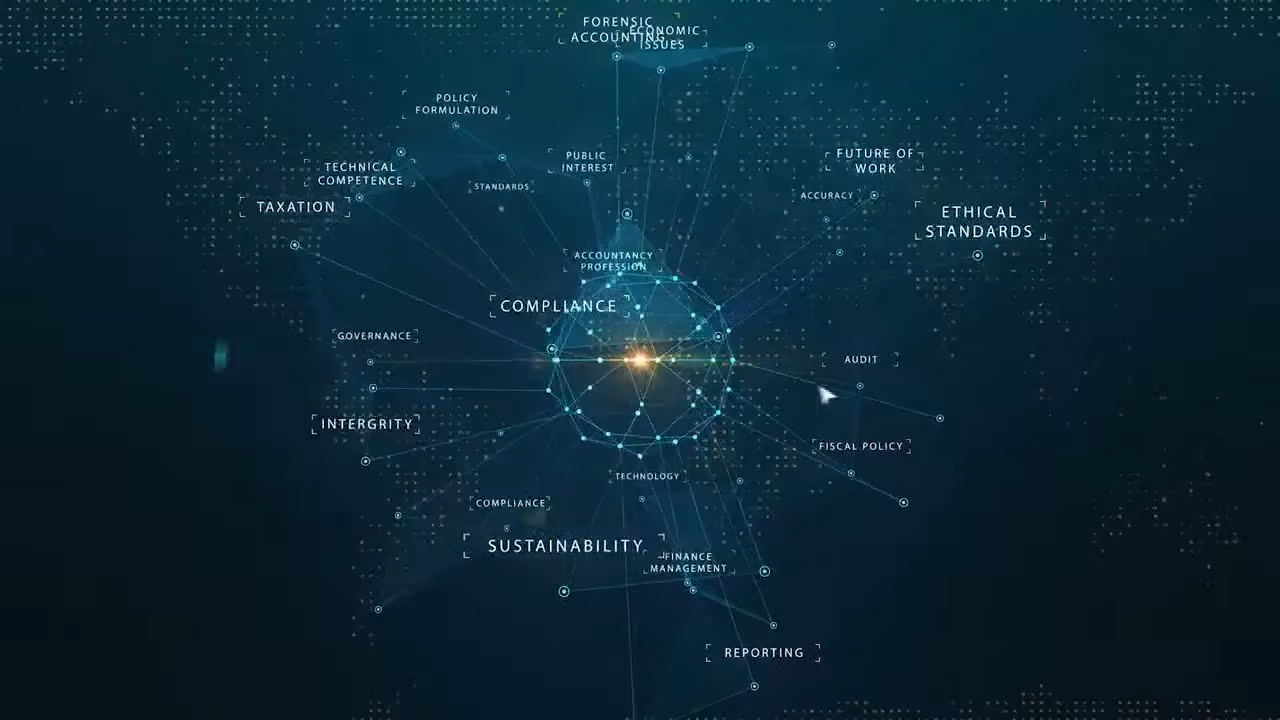 FORENSIC
ACCOUNTING
ECONOMIC
ISSUES
POLICY
FORMULATION
PUBLIC
INTEREST
FUTURE OF
WORK
TECHNICAL
COMPETENCE
STANDARDS
ACCURACY
TAXATION
ETHICAL
STANDARDS
ACCOUNTANCY
PROFESSION
COMPLIANCE
GOVERNANCE
AUDIT
INTERGRITY
FISCAL POLICY
TECHNOLOGY
COMPLIANCE
SUSTAINABILITY
FINANCE
MANAGEMENT
REPORTING